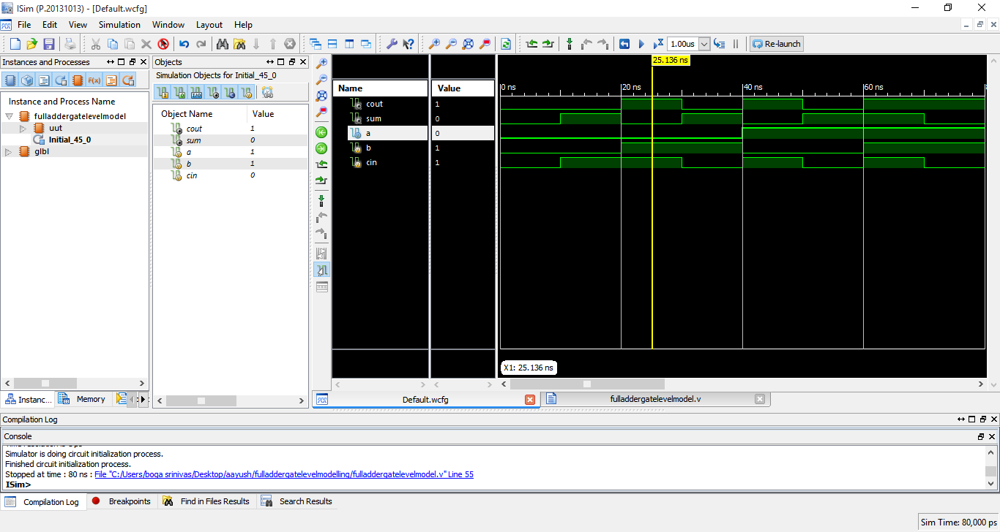 ISim (P.20131013) - [Default.wcfg]
File Edit View Simulation Window Layout Help
1.00us Re-launch
Instances and Processes
Instance and Process Name
fulladdergatelevelmodel
uut
Initial_45_0
glbl
Instanc... Memory
Objects
Simulation Objects for Initial_45_0
Object Name Value
cout 1
sum 0
a 1
b 1
cin 0
Name Value
cout 1
sum 0
a 0
b 1
cin 1
25.136 ns
0 ns 20 ns 40 ns 60 ns
X1: 25.136 ns
Default.wcfg fulladdergatelevelmodel.v
Compilation Log
Console
Simulator is doing circuit initialization process.
Finished circuit initialization process.
Stopped at time : 80 ns : File "C:/Users/boga srinivas/Desktop/aayush/fulladdergatelevelmodelling/fulladdergatelevelmodel.v" Line 55
ISim>
Compilation Log Breakpoints Find in Files Results Search Results
Sim Time: 80,000 ps